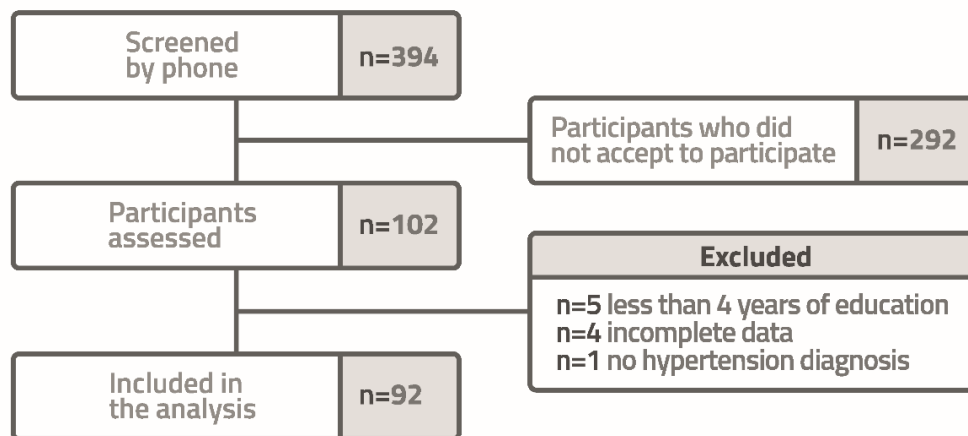 Screened
by phone
n=394
Participants who did
not accept to participate
n=292
Participants
assessed
n=102
Excluded
n=5 less than 4 years of education
n=4 incomplete data
n=1 no hypertension diagnosis
Included in
the analysis
n=92